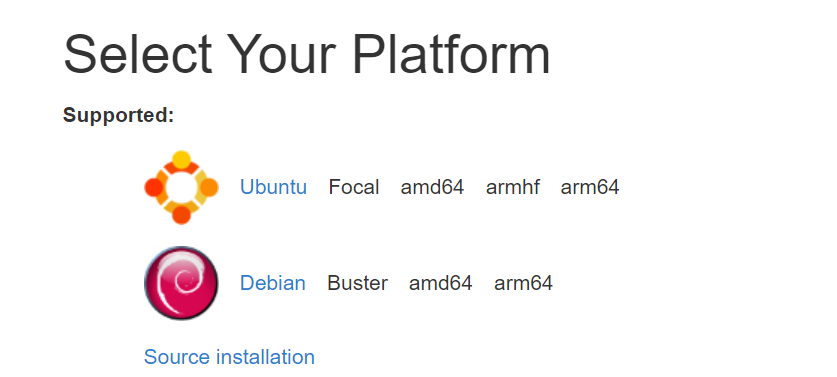 Select Your Platform
Supported:
Ubuntu Focal amd64 armhf arm64
Debian Buster amd64 arm64
Source installation